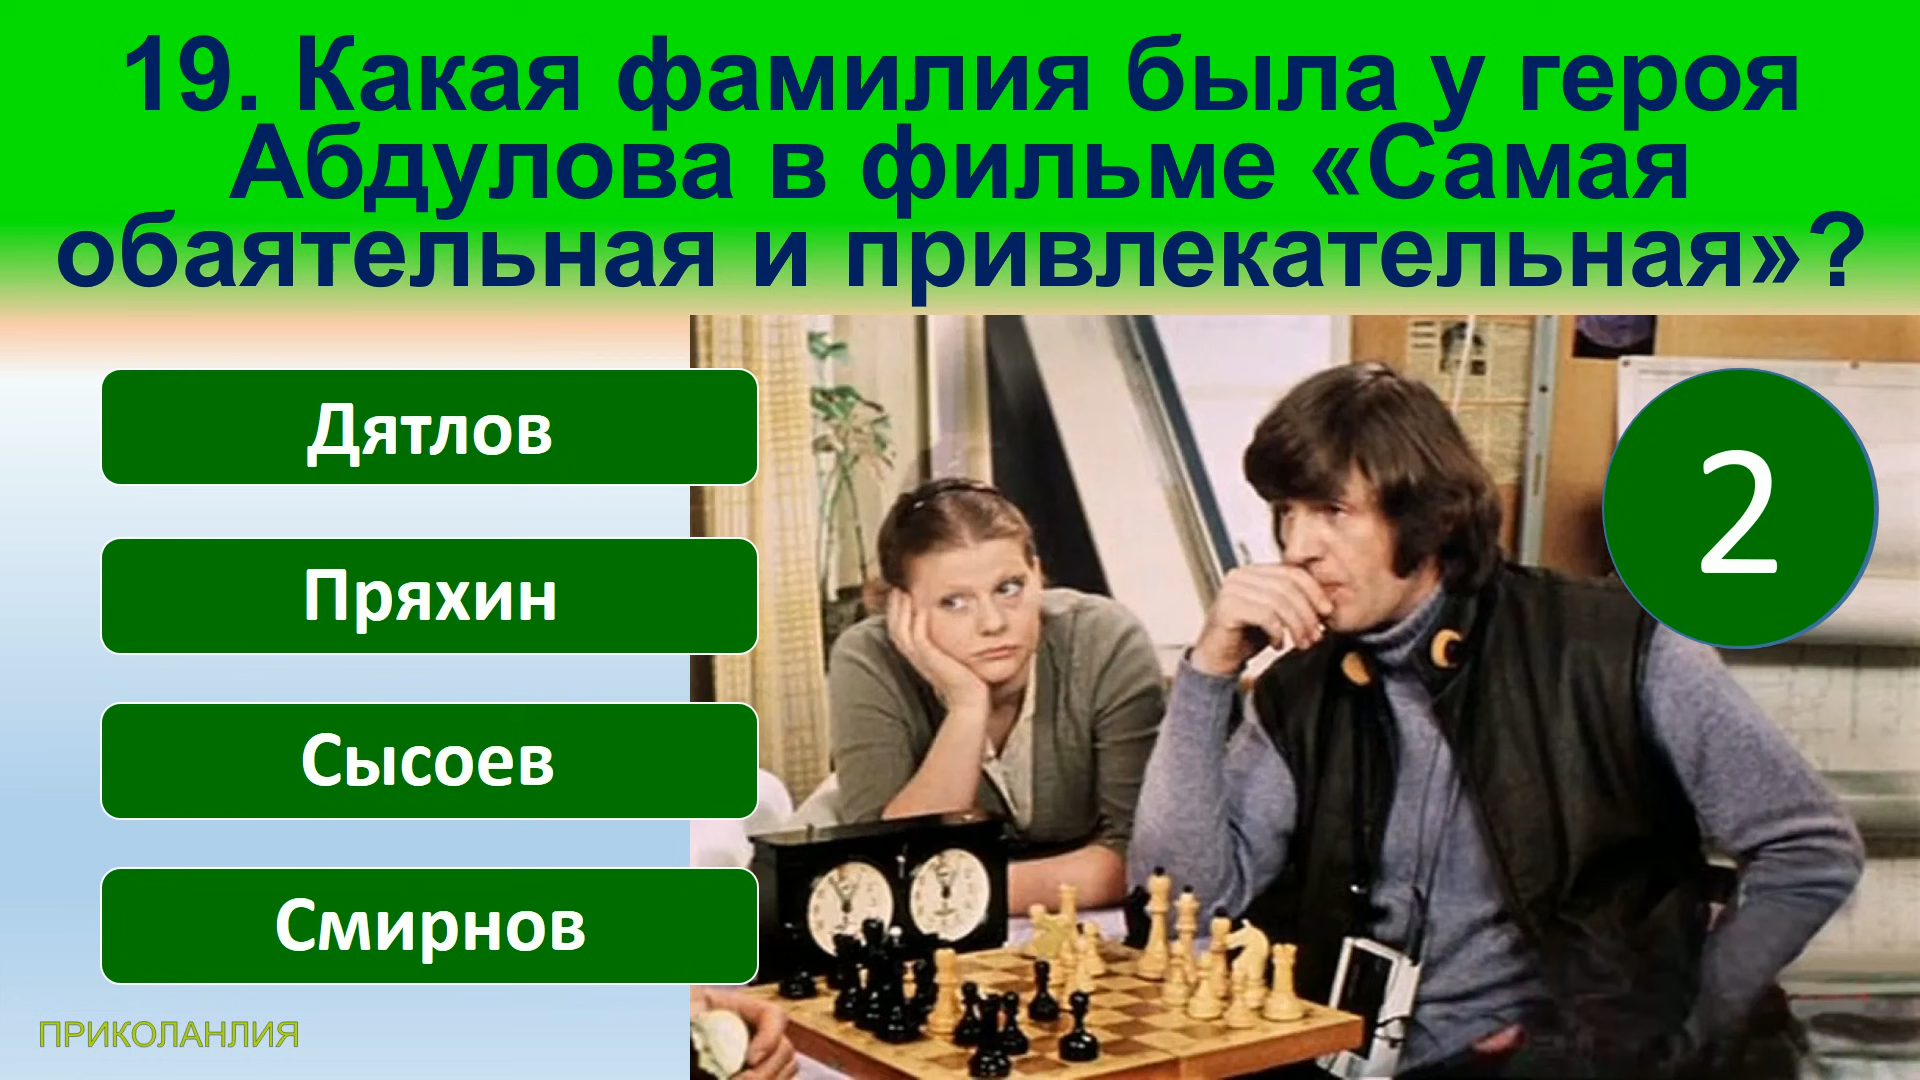 19. Какая фамилия была у героя
Абдулова в фильме «Самая
обаятельная и привлекательная»?
Дятлов
Пряхин
Сысоев
Смирнов
2
ПРИКОЛАНЛИЯ